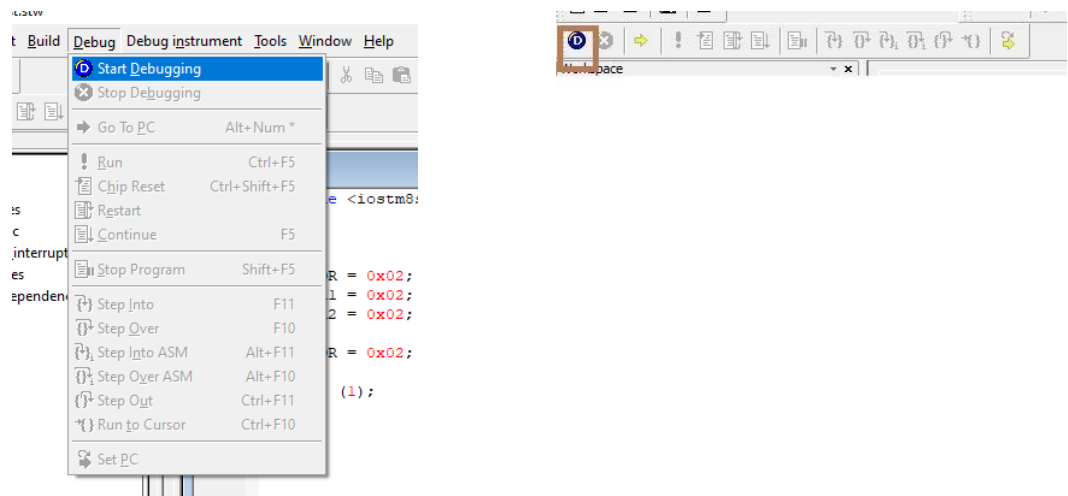 Build Debug Debug instrument Tools Window Help
Start Debugging
Stop Debugging
Go To PC Alt+Num *
Run Ctrl+F5
Chip Reset Ctrl+Shift+F5
Restart
Continue F5
Stop Program Shift+F5
Step Into F11
Step Over F10
Step Into ASM Alt+F11
Step Over ASM Alt+F10
Step Out Ctrl+F11
Run to Cursor Ctrl+F10
Set PC
es
c
_interrupt
es
ependen
e <iostm8s
R = 0x02;
1 = 0x02;
2 = 0x02;
R = 0x02;
(1);
Workspace